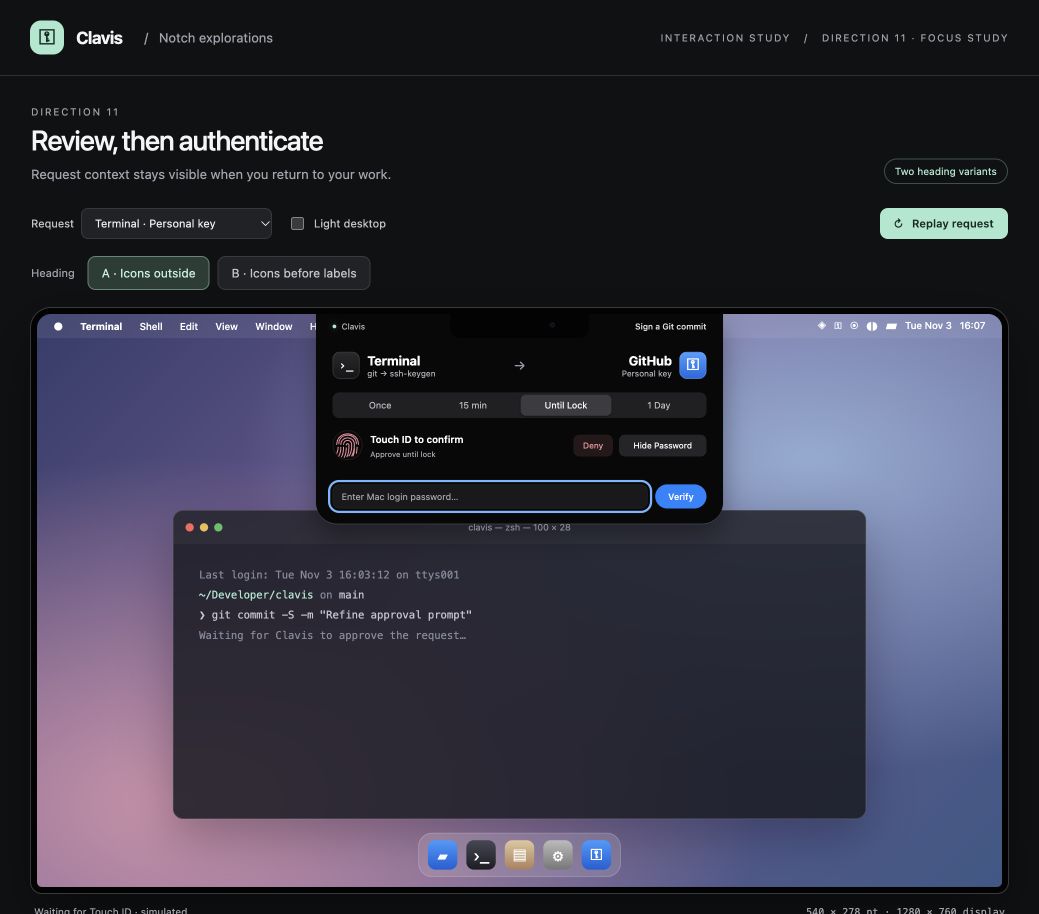 Clavis / Notch explorations
INTERACTION STUDY / DIRECTION 11 · FOCUS STUDY
DIRECTION 11
Review, then authenticate
Request context stays visible when you return to your work.
Two heading variants
Request Terminal · Personal key Light desktop
Replay request
Heading A · Icons outside B · Icons before labels
Terminal Shell Edit View Window H
Tue Nov 3 16:07
Clavis
Sign a Git commit
Terminal
git → ssh-keygen
→
GitHub
Personal key
Once 15 min Until Lock 1 Day
Touch ID to confirm
Approve until lock
Deny Hide Password
Enter Mac login password...
Verify
clavis — zsh — 100 × 28
Last login: Tue Nov 3 16:03:12 on ttys001
~/Developer/clavis on main
❯ git commit -S -m "Refine approval prompt"
Waiting for Clavis to approve the request…
Waiting for Touch ID · simulated
540 × 278 pt · 1280 × 760 display